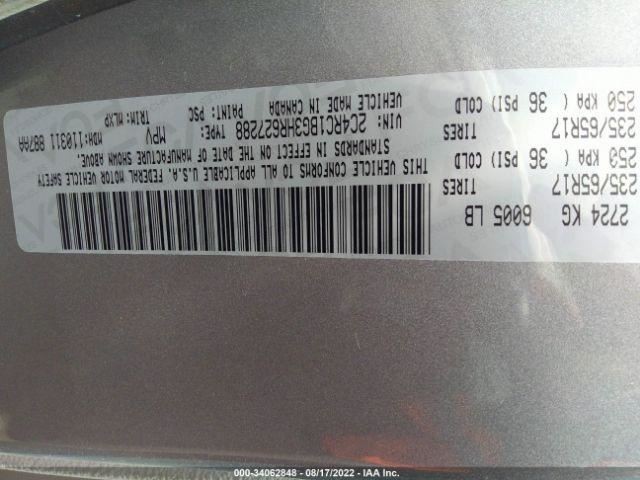 2724 KG 6005 LB
235/65R17 TIRES
250 KPA ( 36 PSI) COLD
235/65R17 TIRES
250 KPA ( 36 PSI) COLD
THIS VEHICLE CONFORMS TO ALL APPLICABLE U.S.A. FEDERAL MOTOR VEHICLE SAFETY
STANDARDS IN EFFECT ON THE DATE OF MANUFACTURE SHOWN ABOVE.
VIN: 2C4RC1BG3HR627288 TYPE: MPV MDH:110311 887AA
VEHICLE MADE IN CANADA PAINT: PSC TRIM: MLXP
000-34062848 - 08/17/2022 - IAA Inc.